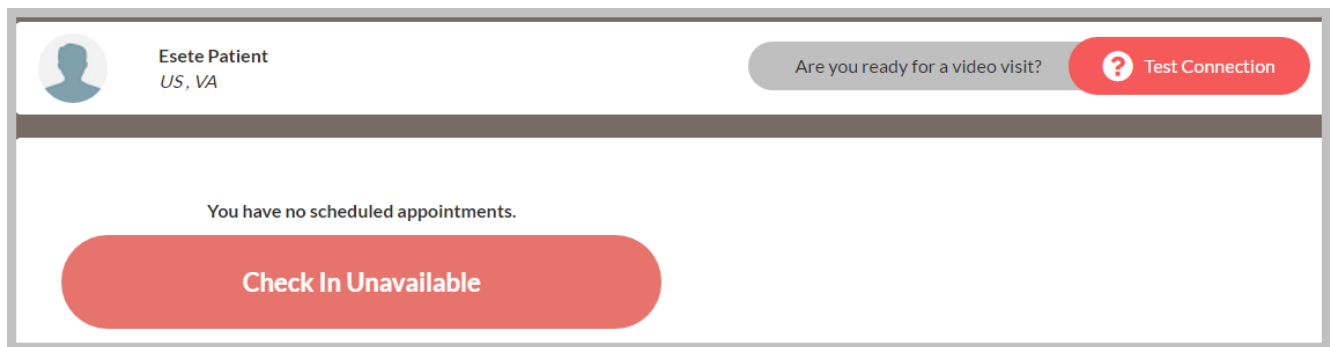 Esete Patient
US, VA
Are you ready for a video visit?
? Test Connection
You have no scheduled appointments.
Check In Unavailable